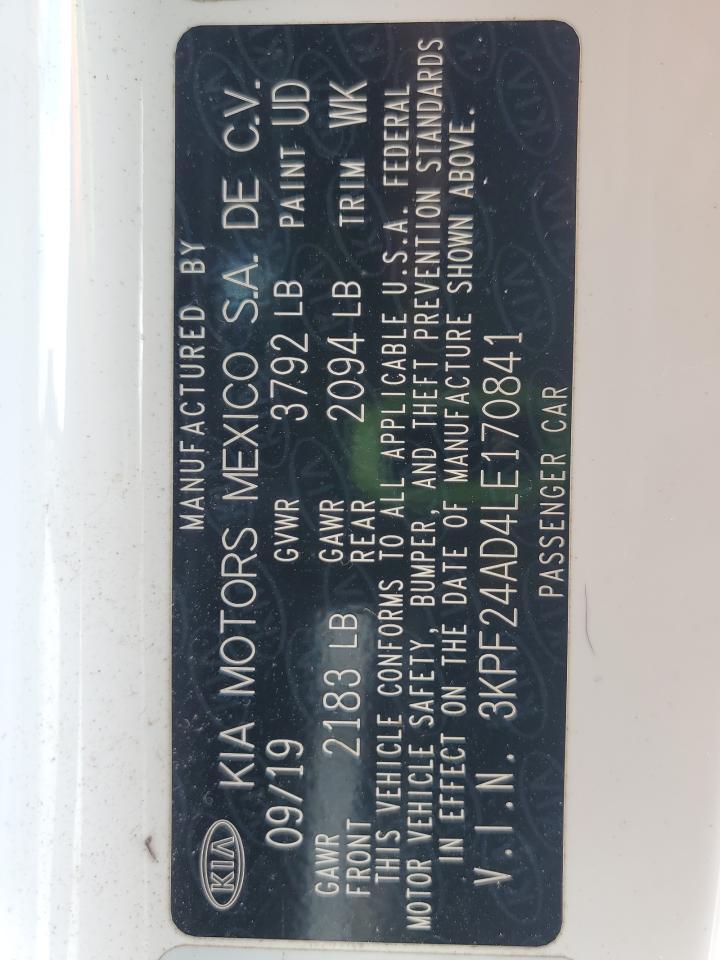 MANUFACTURED BY
KIA KIA MOTORS MEXICO S.A. DE C.V.
09/19 GVWR 3792 LB PAINT UD
GAWR FRONT 2183 LB GAWR REAR 2094 LB TRIM WK
THIS VEHICLE CONFORMS TO ALL APPLICABLE U.S.A. FEDERAL
MOTOR VEHICLE SAFETY, BUMPER, AND THEFT PREVENTION STANDARDS
IN EFFECT ON THE DATE OF MANUFACTURE SHOWN ABOVE.
V.I.N. 3KPF24AD4LE170841
PASSENGER CAR